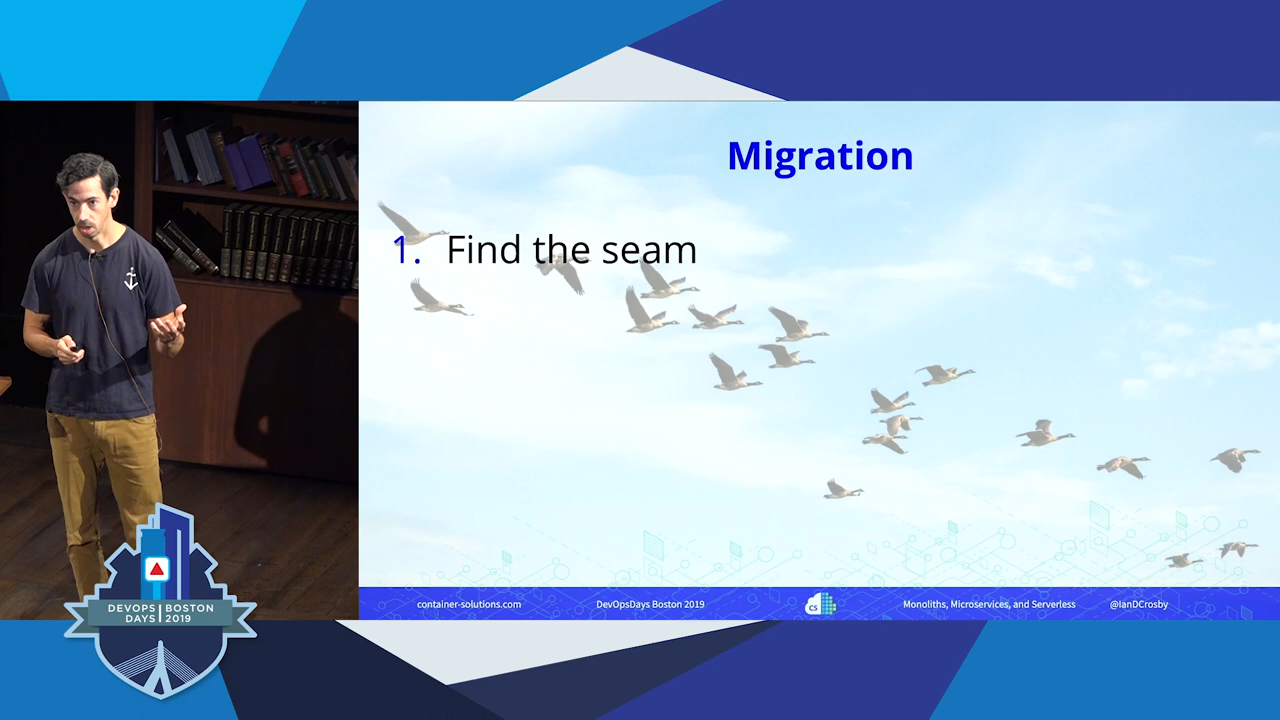 Migration
1. Find the seam
container-solutions.com
DevOpsDays Boston 2019
cs
Monoliths, Microservices, and Serverless
@IanDCrosby
DEVOPS BOSTON
DAYS 2019